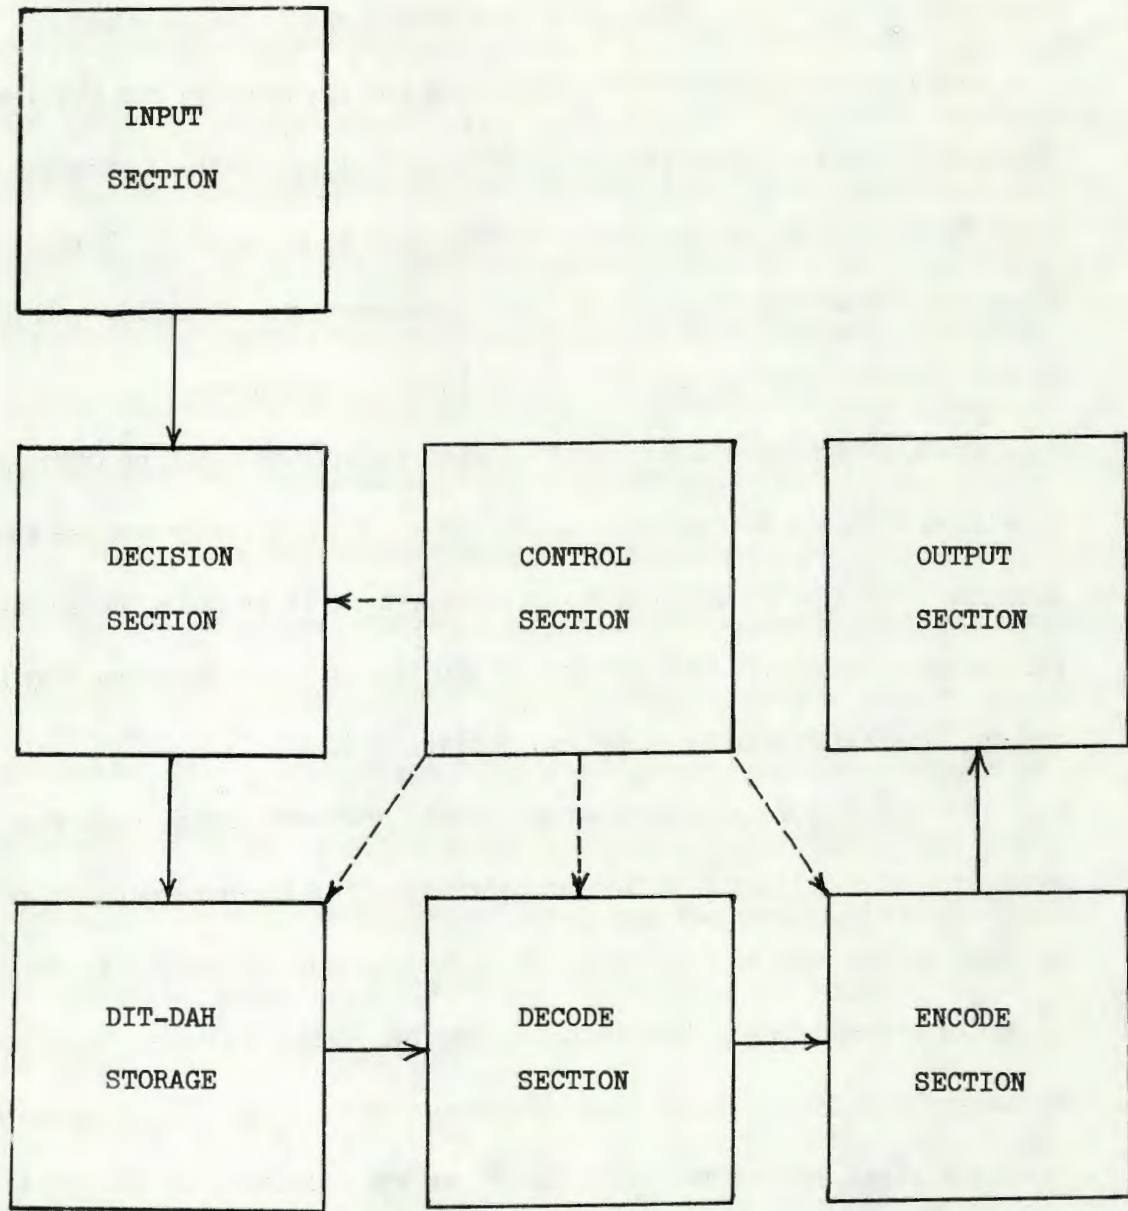 INPUT
SECTION
DECISION
SECTION
CONTROL
SECTION
OUTPUT
SECTION
DIT-DAH
STORAGE
DECODE
SECTION
ENCODE
SECTION